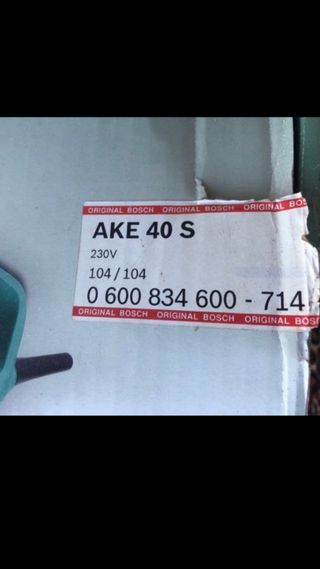 ORIGINAL BOSCH ORIGINAL BOSCH ORIGINAL BOS
AKE 40 S
230V
104 / 104
0 600 834 600 - 714
ORIGINAL BOSCH ORIGINAL BOSCH ORIGINAL BOSCH